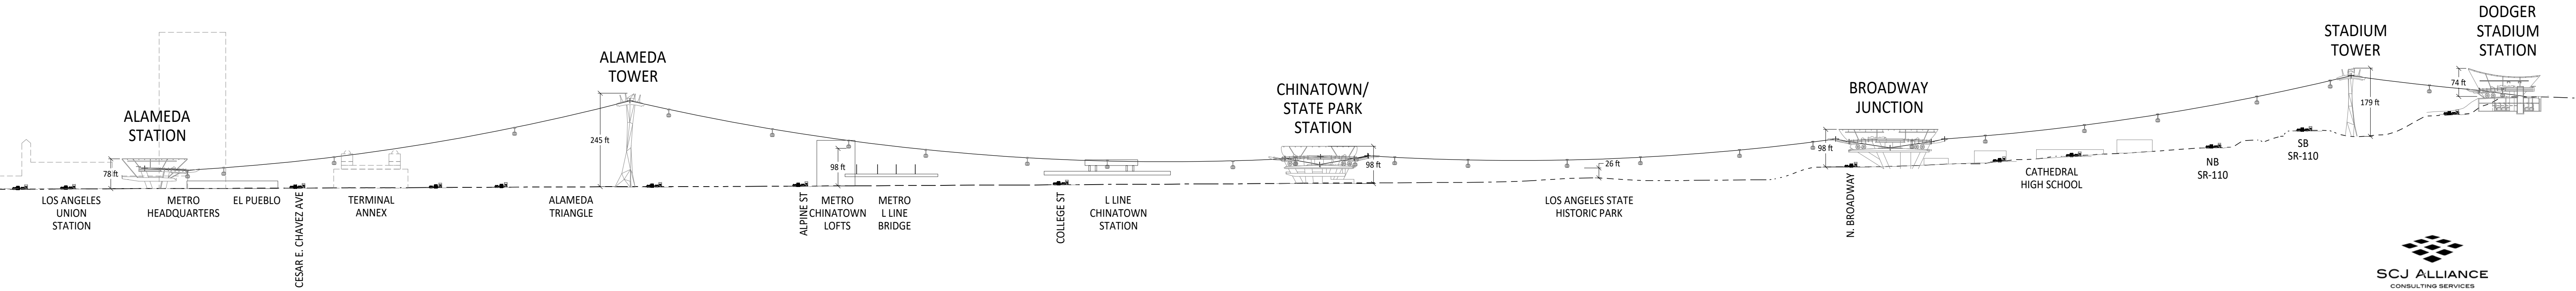 ALAMEDA
STATION
78 ft
ALAMEDA
TOWER
245 ft
98 ft
CHINATOWN/
STATE PARK
STATION
98 ft
26 ft
BROADWAY
JUNCTION
98 ft
STADIUM
TOWER
179 ft
DODGER
STADIUM
STATION
74 ft
LOS ANGELES
UNION
STATION
METRO
HEADQUARTERS
EL PUEBLO
CESAR E. CHAVEZ AVE
TERMINAL
ANNEX
ALAMEDA
TRIANGLE
ALPINE ST
METRO
CHINATOWN
LOFTS
METRO
L LINE
BRIDGE
COLLEGE ST
L LINE
CHINATOWN
STATION
LOS ANGELES STATE
HISTORIC PARK
N. BROADWAY
CATHEDRAL
HIGH SCHOOL
NB
SR-110
SB
SR-110
SCJ ALLIANCE
CONSULTING SERVICES